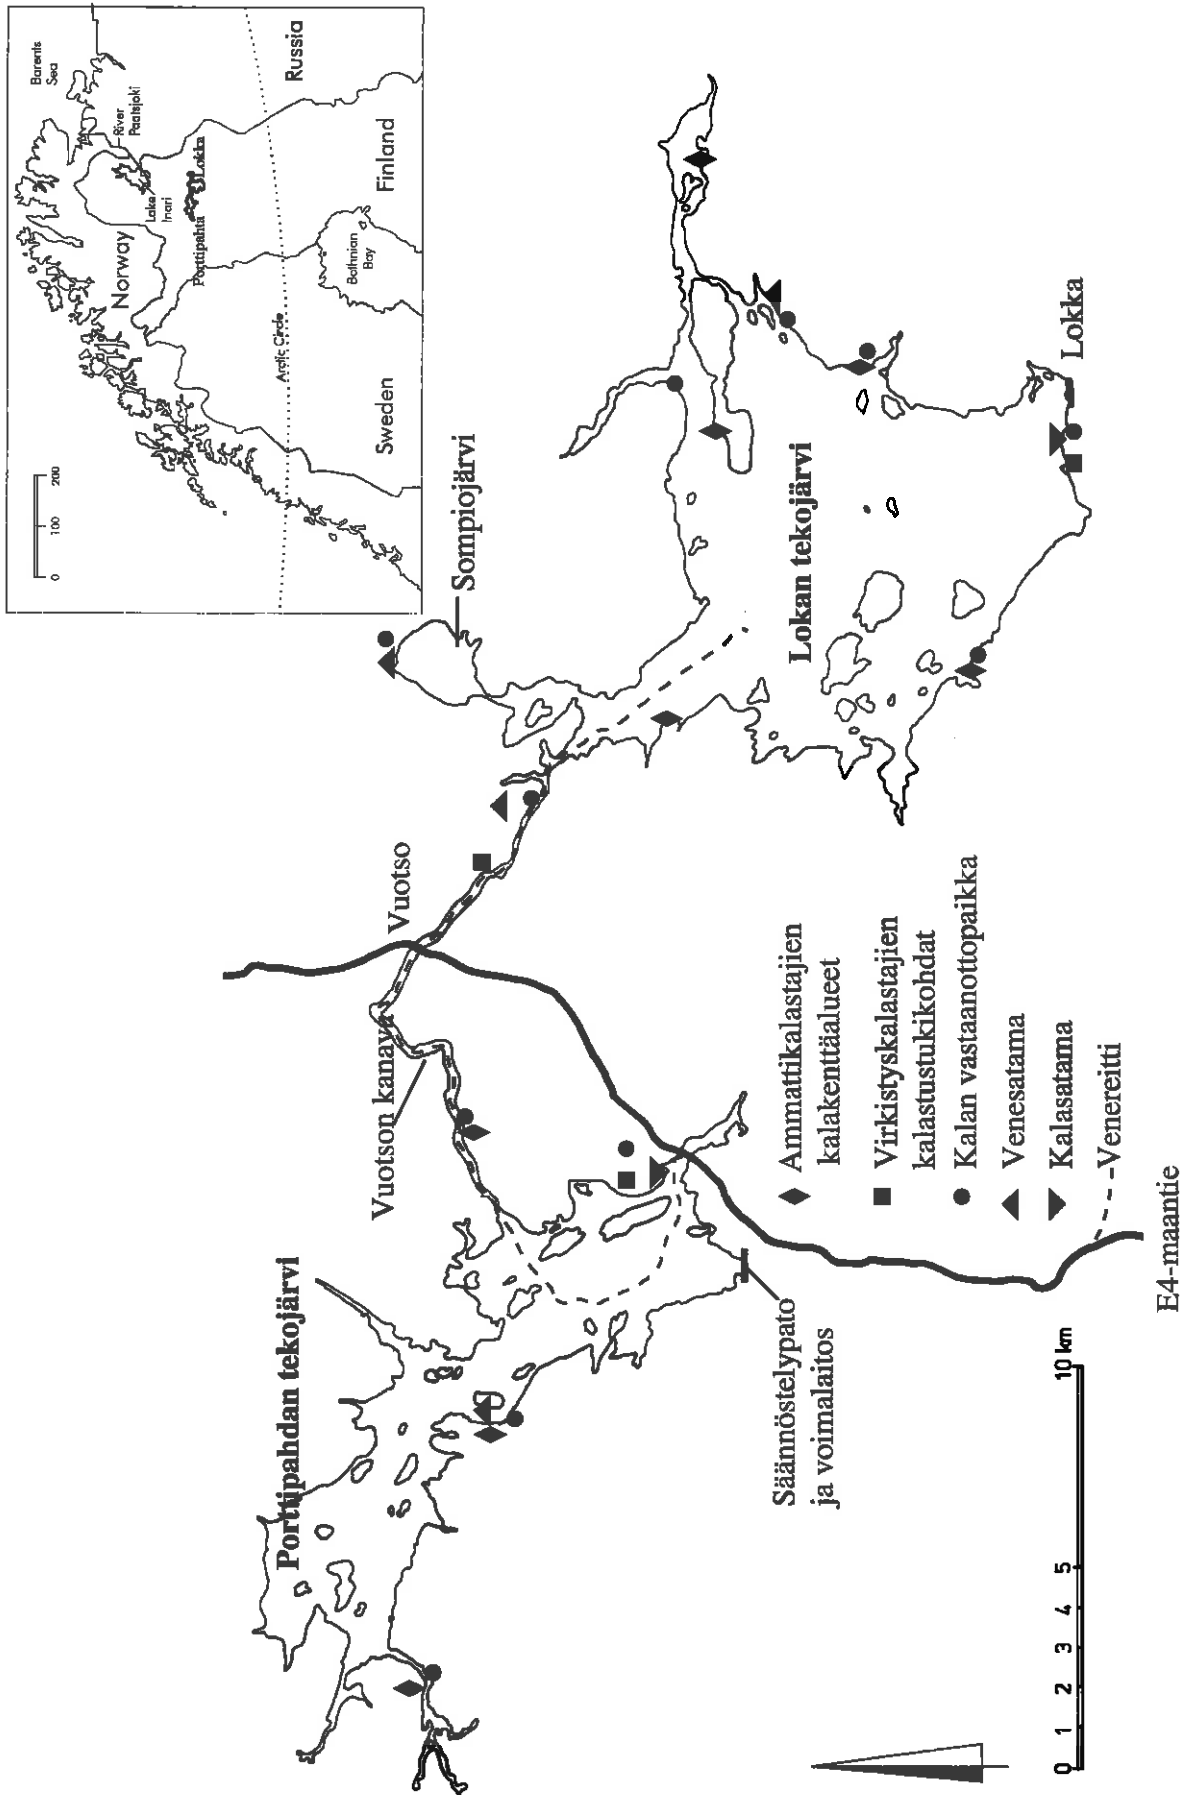 Barents
Sea
River
Paatsjoki
Russia
Lake
Inari
Lokka
Porttipahta
Norway
Finland
Bothnian
Bay
Arctic Circle
Sweden
0 100 200
Sompiojärvi
Lokka
Lokan tekojärvi
Vuotso
Vuotson kanava
Porttipahdan tekojärvi
Säännöstelypato
ja voimalaitos
Ammattikalastajien
kalakenttäalueet
Virkistyskalastajien
kalastustukikohdat
Kalan vastaanottopaikka
Venesatama
Kalasatama
Venereitti
E4-maantie
0 1 2 3 4 5 10 km